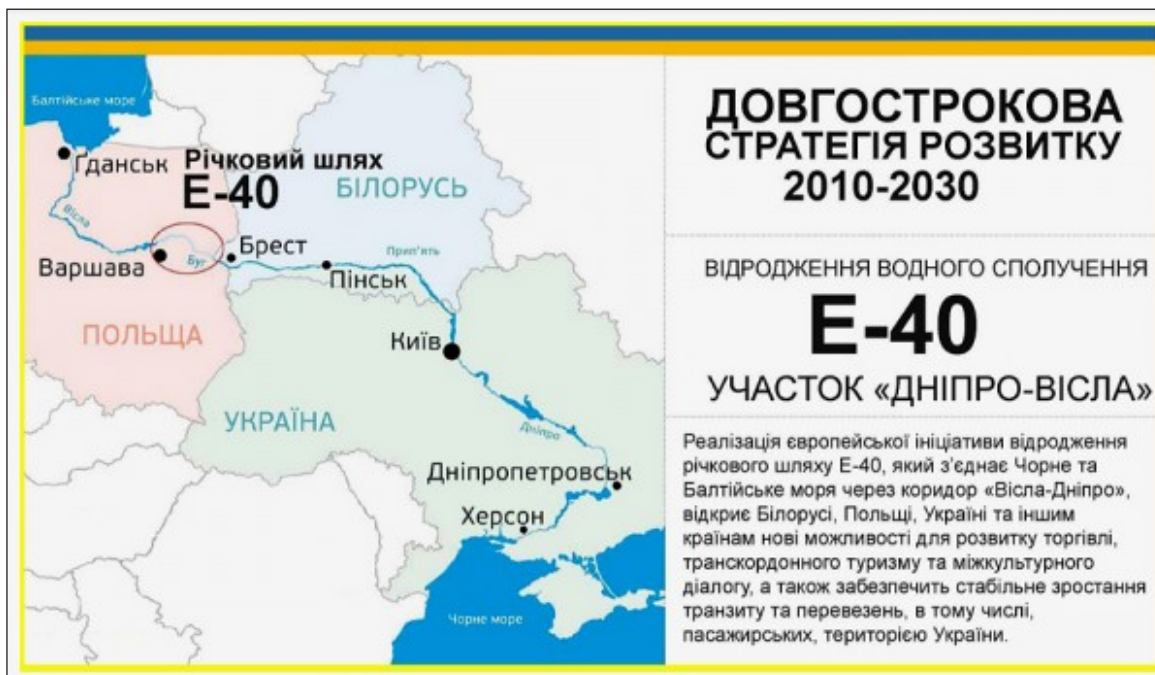 Балтійське море
Ґданськ
Річковий шлях
Е-40
БІЛОРУСЬ
Вісла
Варшава
Буг
Брест
Пінськ
Прип'ять
ПОЛЬЩА
Київ
УКРАЇНА
Дніпро
Дніпропетровськ
Херсон
Чорне море
ДОВГОСТРОКОВА
СТРАТЕГІЯ РОЗВИТКУ
2010-2030
ВІДРОДЖЕННЯ ВОДНОГО СПОЛУЧЕННЯ
Е-40
УЧАСТОК «ДНІПРО-ВІСЛА»
Реалізація європейської ініціативи відродження
річкового шляху Е-40, який з’єднає Чорне та
Балтійське моря через коридор «Вісла-Дніпро»,
відкриє Білорусі, Польщі, Україні та іншим
країнам нові можливості для розвитку торгівлі,
транскордонного туризму та міжкультурного
діалогу, а також забезпечить стабільне зростання
транзиту та перевезень, в тому числі,
пасажирських, територією України.